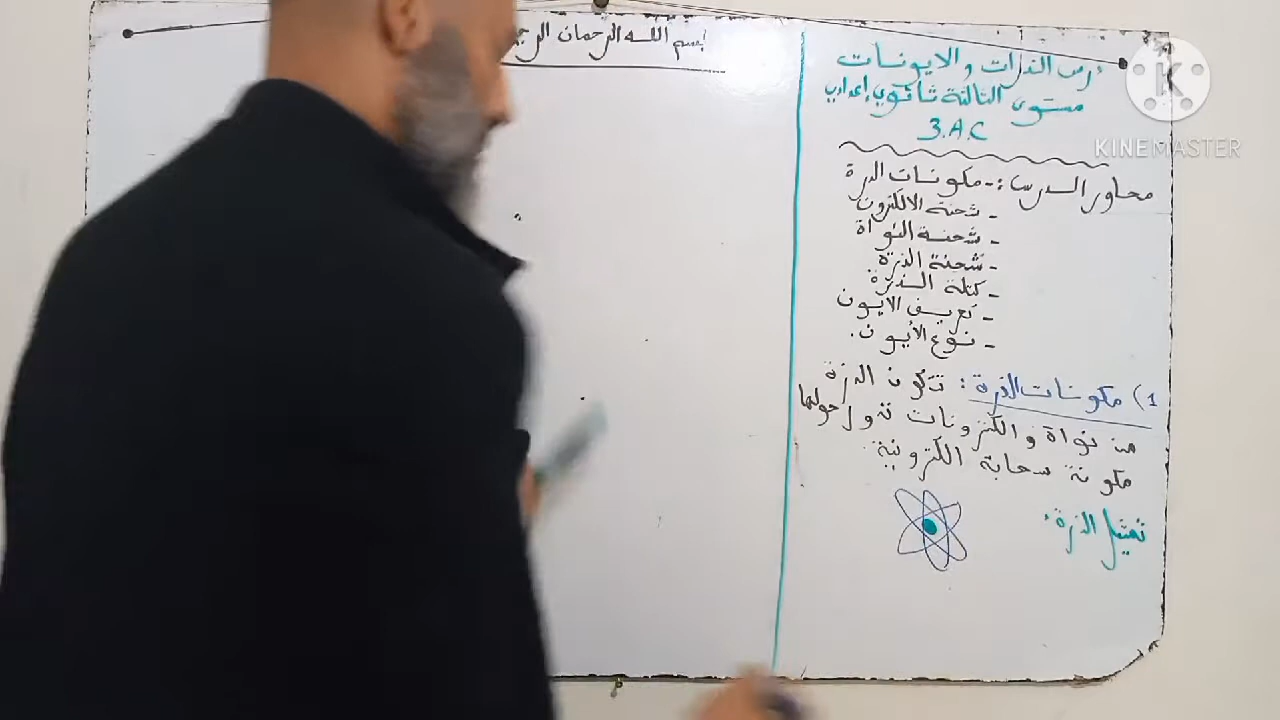 بسم الله الرحمان الرحيم
درس الذرات و الايونات
مستوى الثالثة ثانوي إعدادي
3.A.C
محاور الدرس: - مكونات الذرة
- شحنة الالكترون
- شحنة النواة
- شحنة الذرة
- كتلة الذرة
- تعريف الايون
- نوع الأيون.
1) مكونات الذرة: تتكون الذرة
من نواة و الكترونات تدور حولها
مكونة سحابة الكترونية
تمثيل الذرة:
K
KINEMASTER